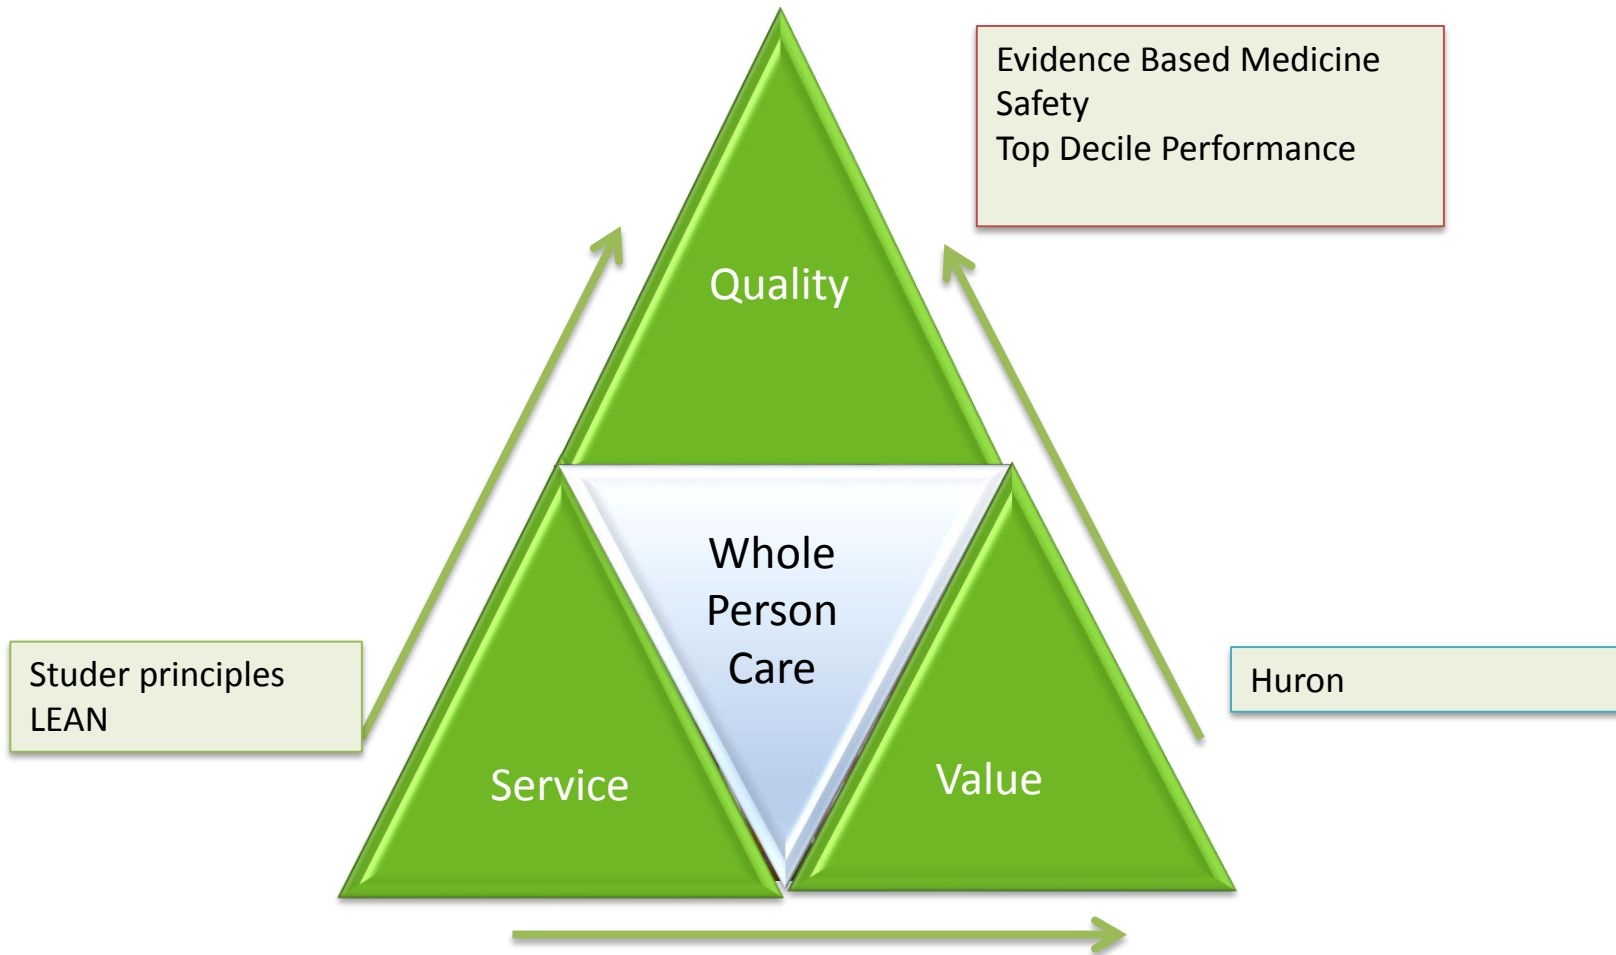 Evidence Based Medicine
Safety
Top Decile Performance
Quality
Whole
Person
Care
Studer principles
LEAN
Huron
Service
Value